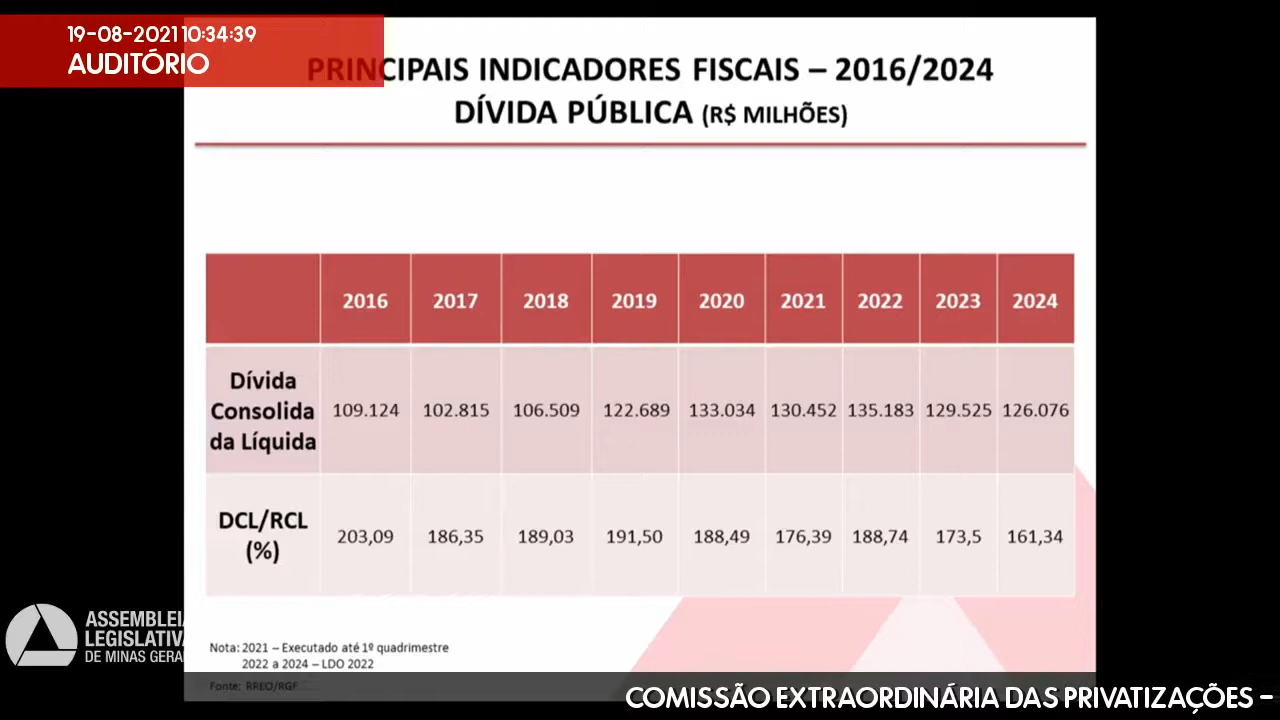 19-08-2021 10:34:39
AUDITÓRIO
PRINCIPAIS INDICADORES FISCAIS – 2016/2024
DÍVIDA PÚBLICA (R$ MILHÕES)
2016 2017 2018 2019 2020 2021 2022 2023 2024
Dívida
Consolida
da Líquida
109.124 102.815 106.509 122.689 133.034 130.452 135.183 129.525 126.076
DCL/RCL
(%)
203,09 186,35 189,03 191,50 188,49 176,39 188,74 173,5 161,34
ASSEMBLEIA
LEGISLATIVA
DE MINAS GERAI
Nota: 2021 – Executado até 1º quadrimestre
2022 a 2024 – LDO 2022
Fonte: RREO/RGF
COMISSÃO EXTRAORDINÁRIA DAS PRIVATIZAÇÕES –